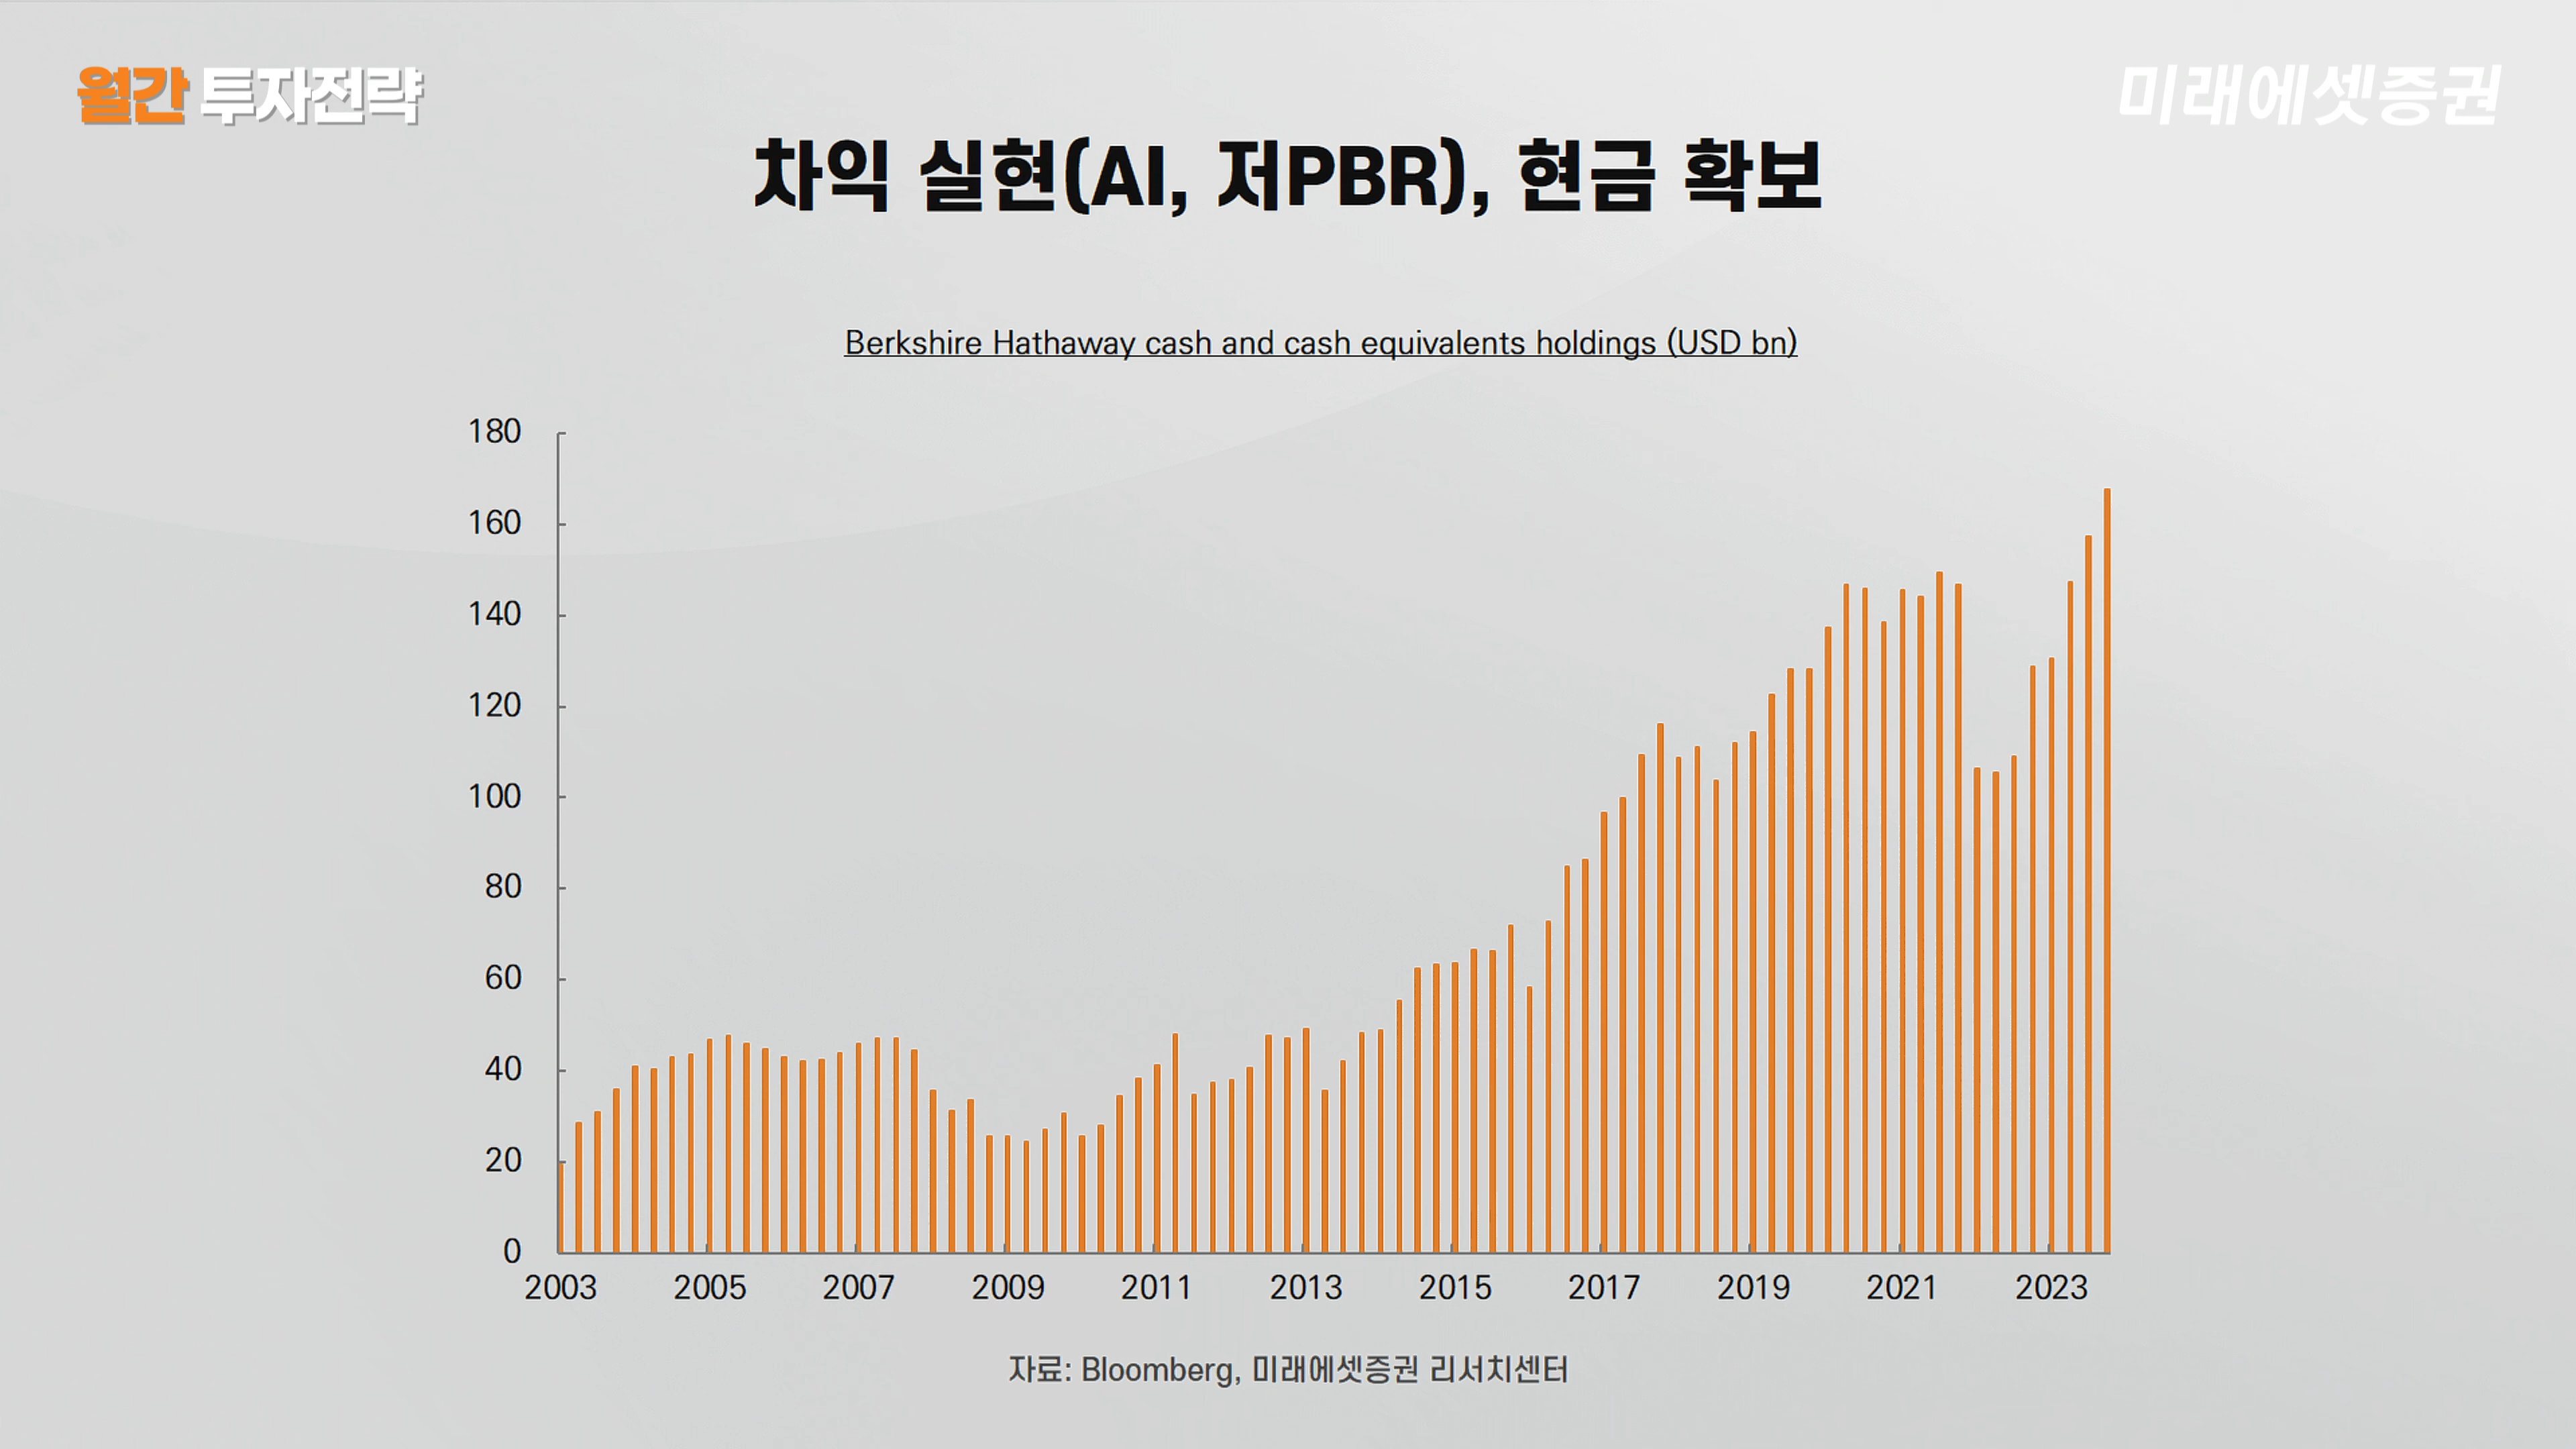 월간 투자전략
미래에셋증권
차익 실현(AI, 저PBR), 현금 확보
Berkshire Hathaway cash and cash equivalents holdings (USD bn)
180
160
140
120
100
80
60
40
20
0
2003 2005 2007 2009 2011 2013 2015 2017 2019 2021 2023
자료: Bloomberg, 미래에셋증권 리서치센터